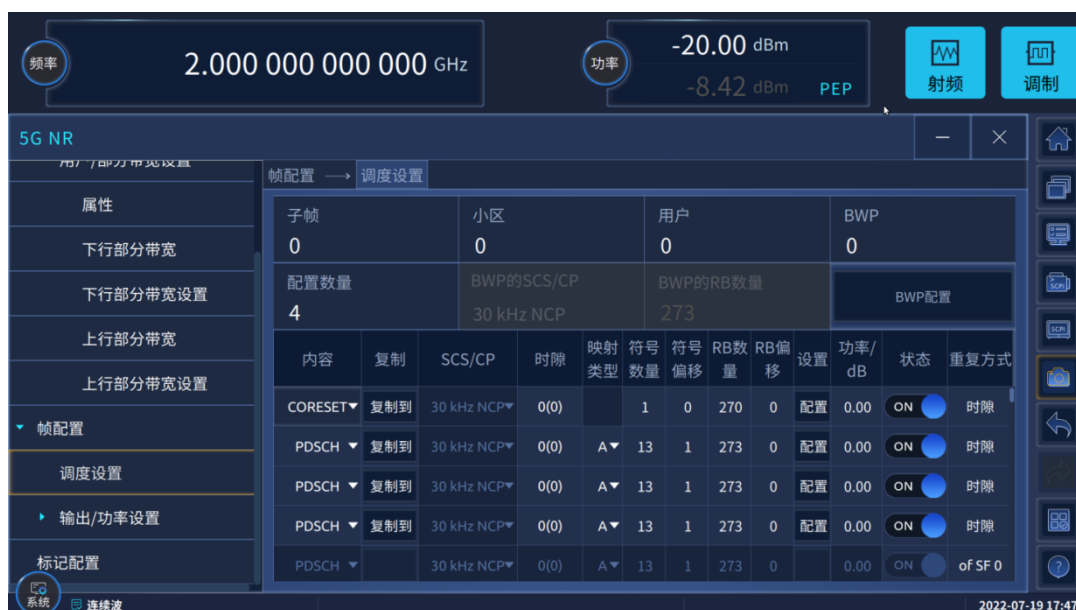 频率
2.000 000 000 000 GHz
功率
-20.00 dBm
-8.42 dBm PEP
射频
调制
5G NR
用户/部分带宽设置
属性
下行部分带宽
下行部分带宽设置
上行部分带宽
上行部分带宽设置
帧配置
调度设置
输出/功率设置
标记配置
帧配置 → 调度设置
子帧 小区 用户 BWP
0 0 0 0
配置数量 BWP的SCS/CP BWP的RB数量
4 30 kHz NCP 273
BWP配置
内容 复制 SCS/CP 时隙 映射类型 符号数量 符号偏移 RB数量 RB偏移 设置 功率/dB 状态 重复方式
CORESET 复制到 30 kHz NCP 0(0) 1 0 270 0 配置 0.00 ON 时隙
PDSCH 复制到 30 kHz NCP 0(0) A 13 1 273 0 配置 0.00 ON 时隙
PDSCH 复制到 30 kHz NCP 0(0) A 13 1 273 0 配置 0.00 ON 时隙
PDSCH 复制到 30 kHz NCP 0(0) A 13 1 273 0 配置 0.00 ON 时隙
PDSCH 30 kHz NCP 0(0) A 13 1 273 0 0.00 ON of SF 0
SCPI
SCPI
系统
连续波
2022-07-19 17:47